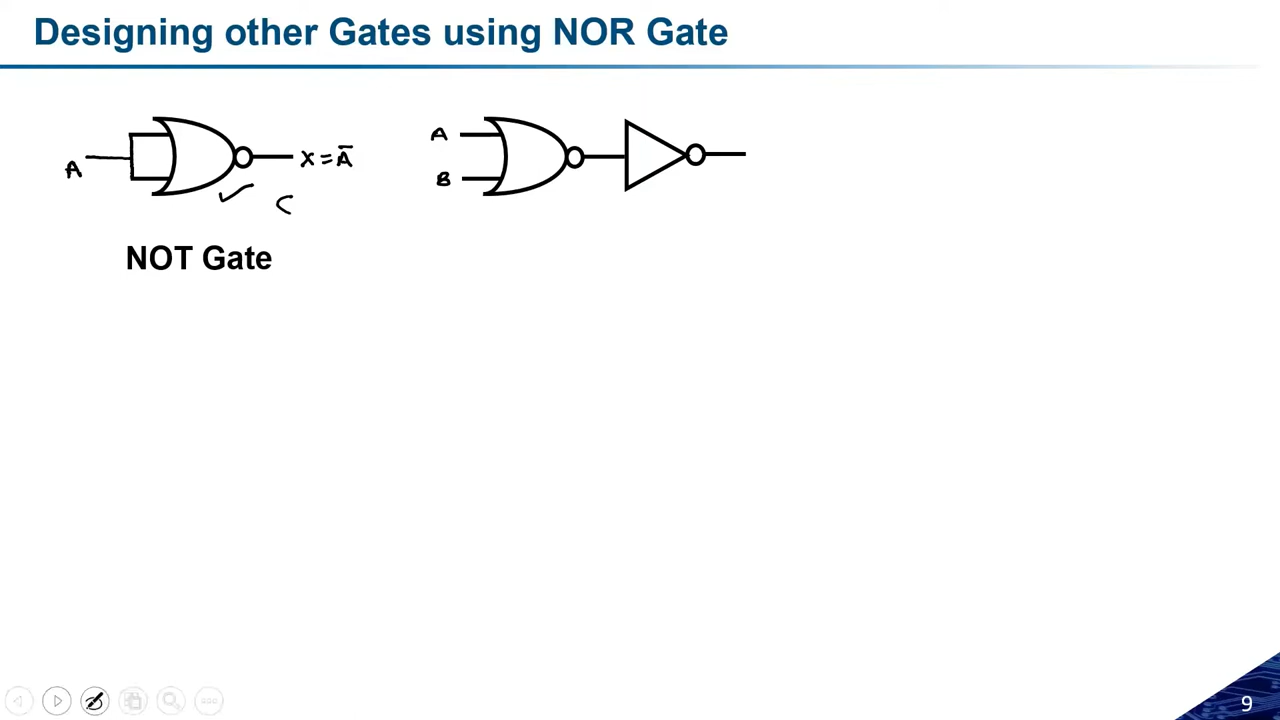 Designing other Gates using NOR Gate
A
X = Ā
A
B
NOT Gate
9